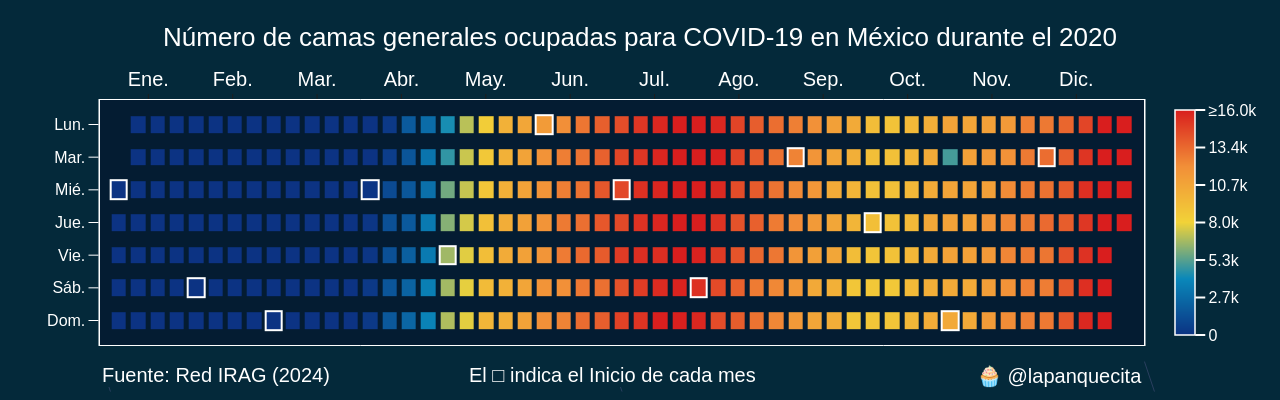 Número de camas generales ocupadas para COVID-19 en México durante el 2020
Ene. Feb. Mar. Abr. May. Jun. Jul. Ago. Sep. Oct. Nov. Dic.
Lun.
Mar.
Mié.
Jue.
Vie.
Sáb.
Dom.
≥16.0k
13.4k
10.7k
8.0k
5.3k
2.7k
0
Fuente: Red IRAG (2024)
El □ indica el Inicio de cada mes
🧁 @lapanquecita